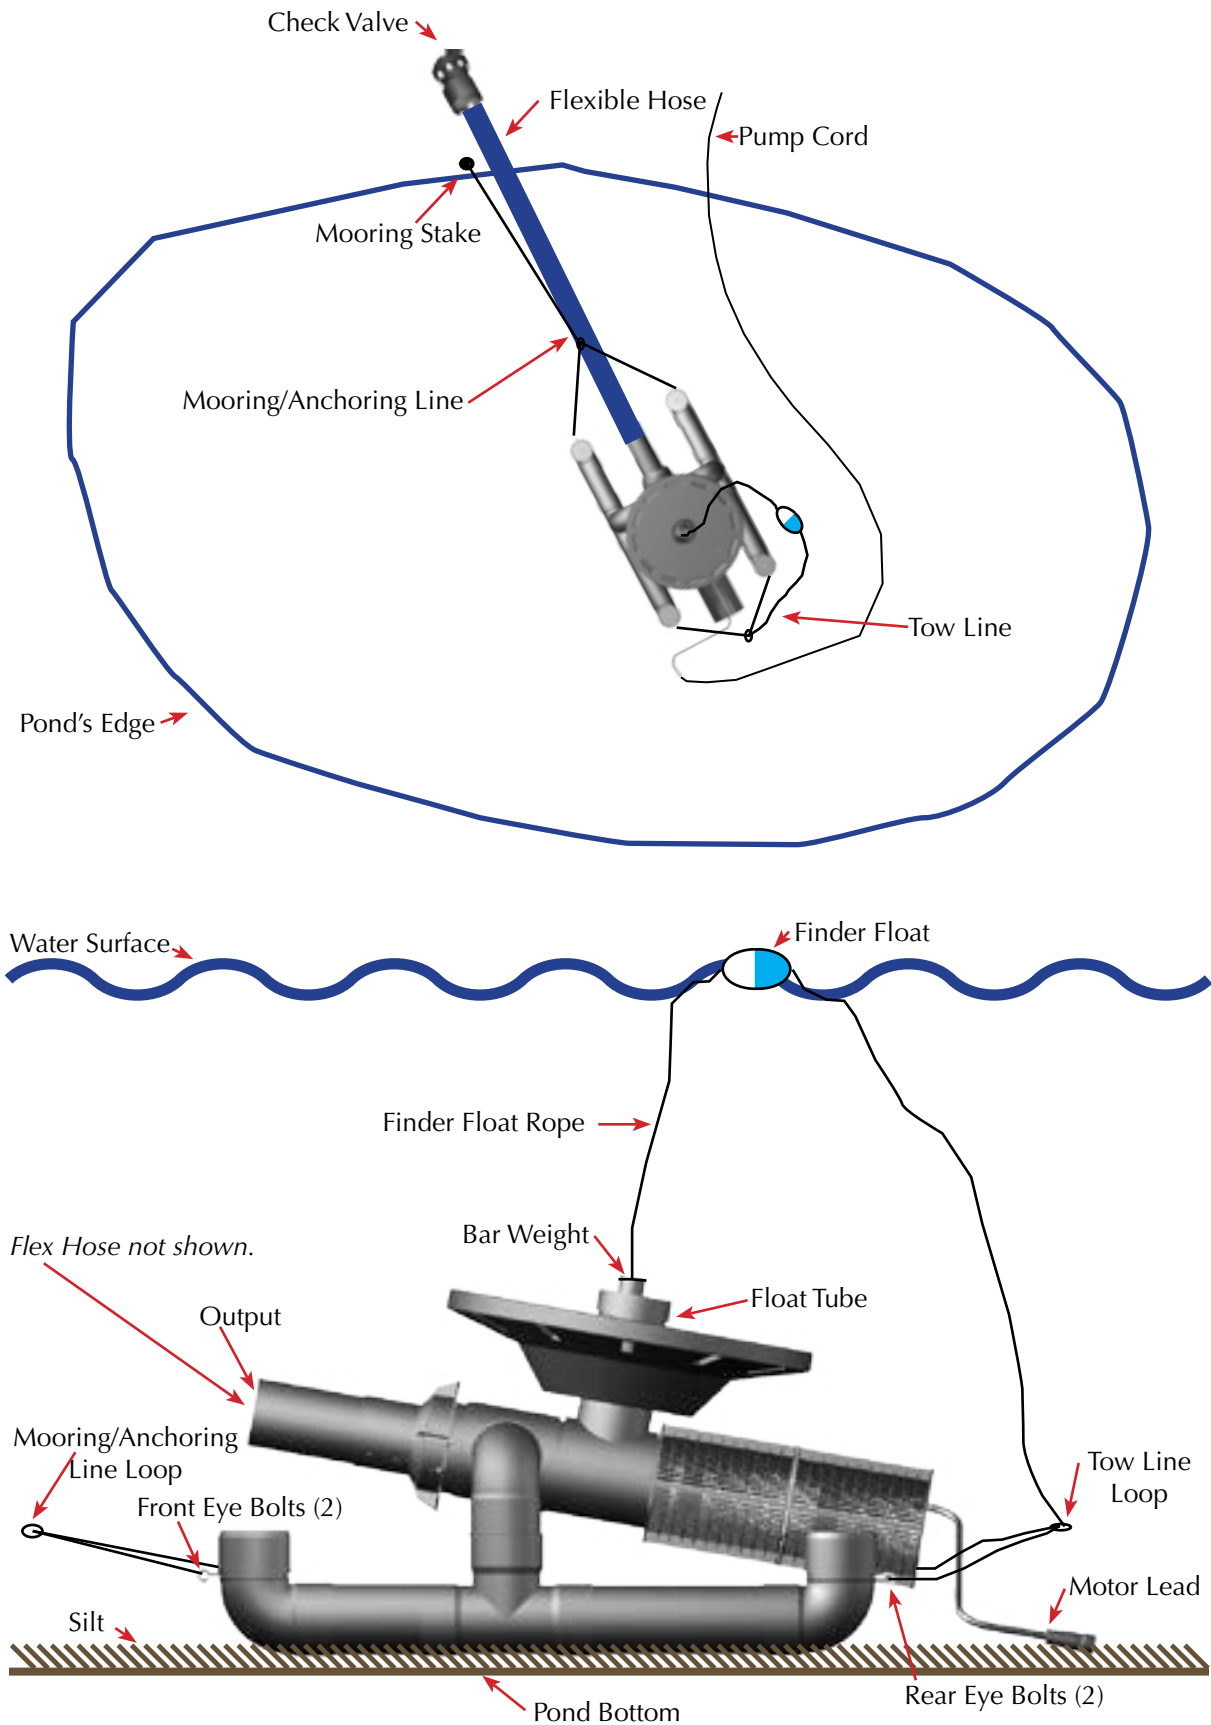 Check Valve
Flexible Hose
Pump Cord
Mooring Stake
Mooring/Anchoring Line
Tow Line
Pond's Edge
Water Surface
Finder Float
Finder Float Rope
Bar Weight
Flex Hose not shown.
Float Tube
Output
Mooring/Anchoring
Line Loop
Tow Line
Loop
Front Eye Bolts (2)
Motor Lead
Silt
Rear Eye Bolts (2)
Pond Bottom